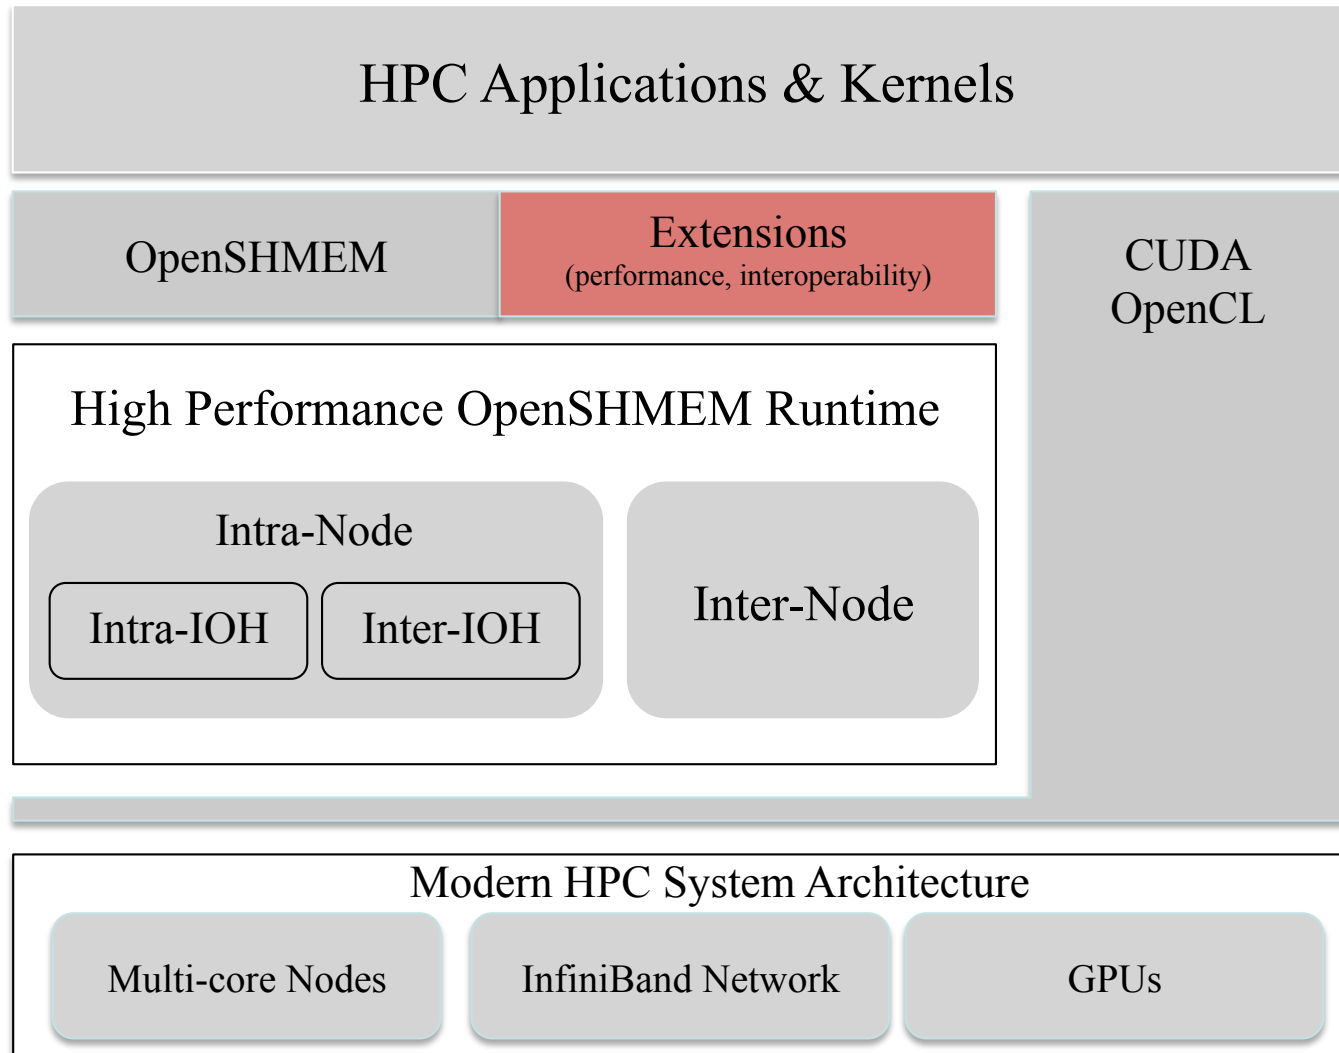 HPC Applications & Kernels
OpenSHMEM
Extensions
(performance, interoperability)
CUDA
OpenCL
High Performance OpenSHMEM Runtime
Intra-Node
Intra-IOH
Inter-IOH
Inter-Node
Modern HPC System Architecture
Multi-core Nodes
InfiniBand Network
GPUs